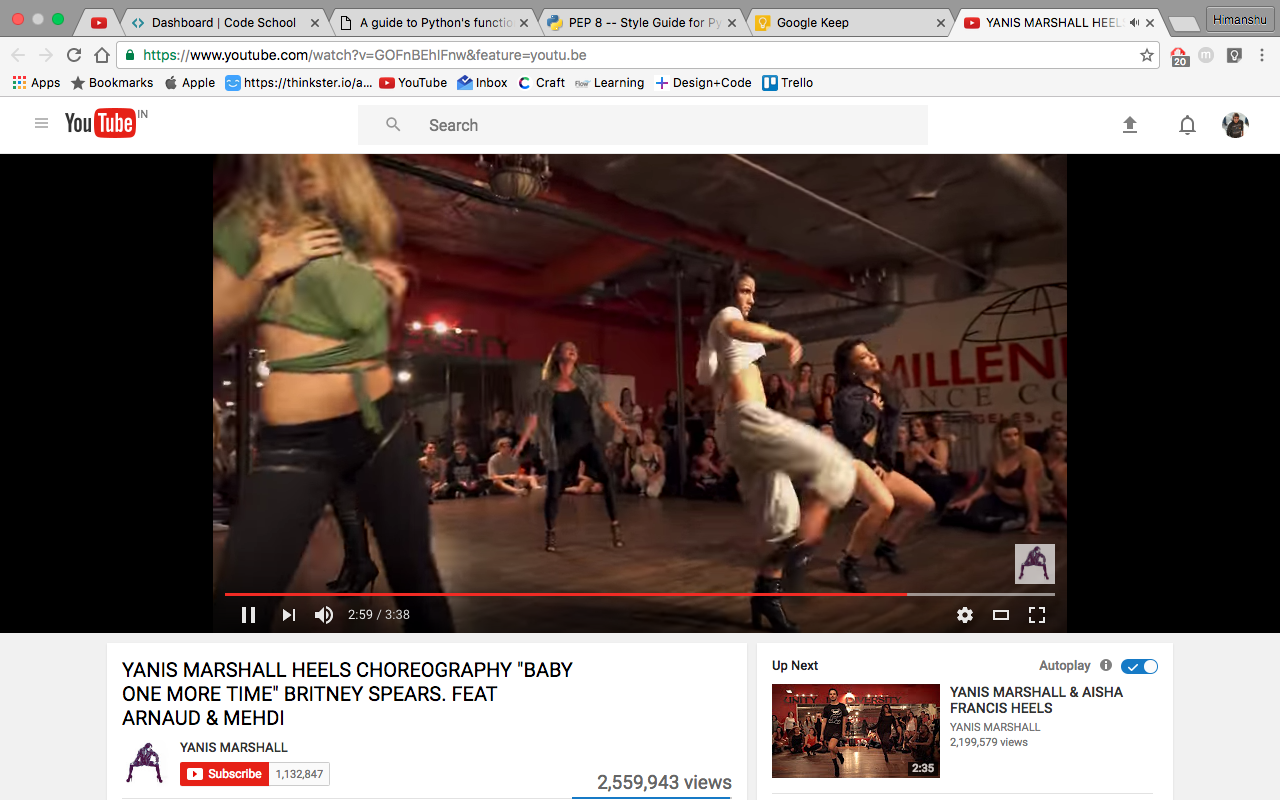 Dashboard | Code School
A guide to Python's functio
PEP 8 -- Style Guide for Py
Google Keep
YANIS MARSHALL HEEL
Himanshu
https://www.youtube.com/watch?v=GOFnBEhIFnw&feature=youtu.be
20
m
Apps
Bookmarks
Apple
https://thinkster.io/a...
YouTube
Inbox
Craft
Flow
Learning
Design+Code
Trello
YouTube IN
Search
MILLENI
ANCE CO
2:59 / 3:38
YANIS MARSHALL HEELS CHOREOGRAPHY "BABY
ONE MORE TIME" BRITNEY SPEARS. FEAT
ARNAUD & MEHDI
YANIS MARSHALL
Subscribe 1,132,847
2,559,943 views
Up Next
Autoplay
YANIS MARSHALL & AISHA
FRANCIS HEELS
YANIS MARSHALL
2,199,579 views
2:35